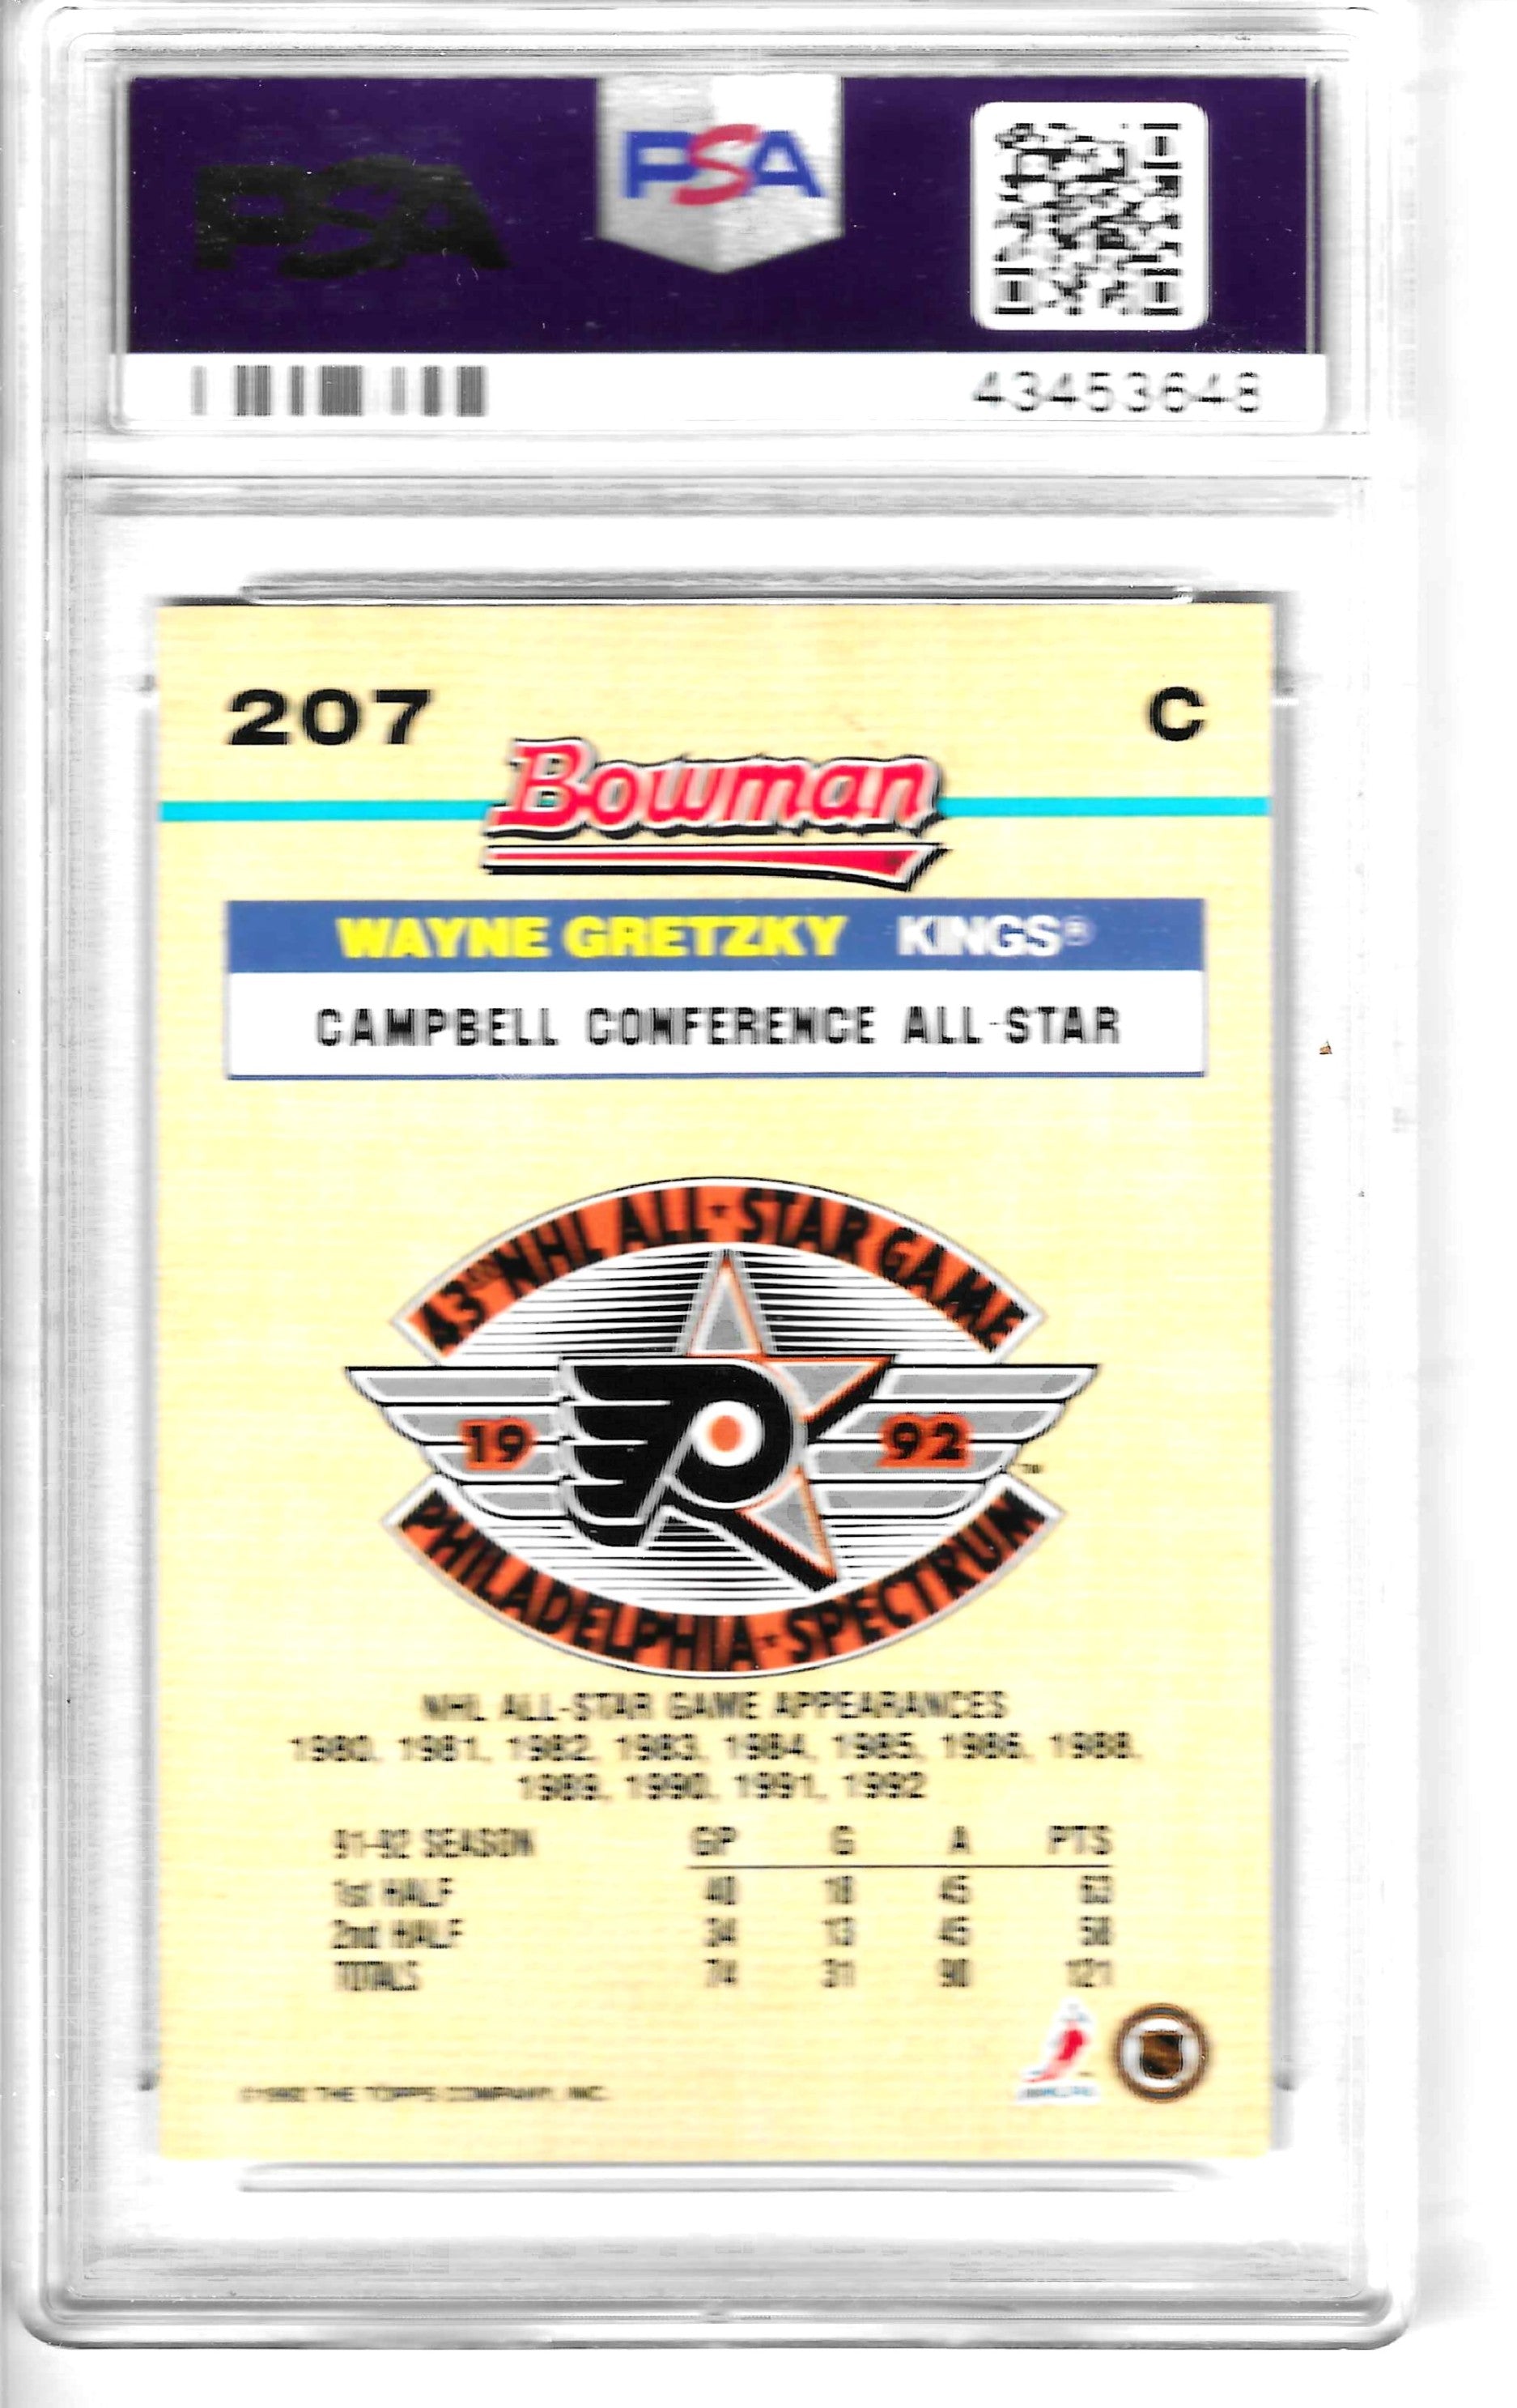 PSA
PSA
43453648
207
C
Bowman
WAYNE GRETZKY KINGS®
CAMPBELL CONFERENCE ALL-STAR
43RD NHL ALL★STAR GAME
19 92 ™
PHILADELPHIA★SPECTRUM
NHL ALL-STAR GAME APPEARANCES
1980, 1981, 1982, 1983, 1984, 1985, 1986, 1988,
1989, 1990, 1991, 1992
91-92 SEASON GP G A PTS
1st HALF 40 18 45 63
2nd HALF 34 13 45 58
TOTALS 74 31 90 121
©1992 THE TOPPS COMPANY, INC.